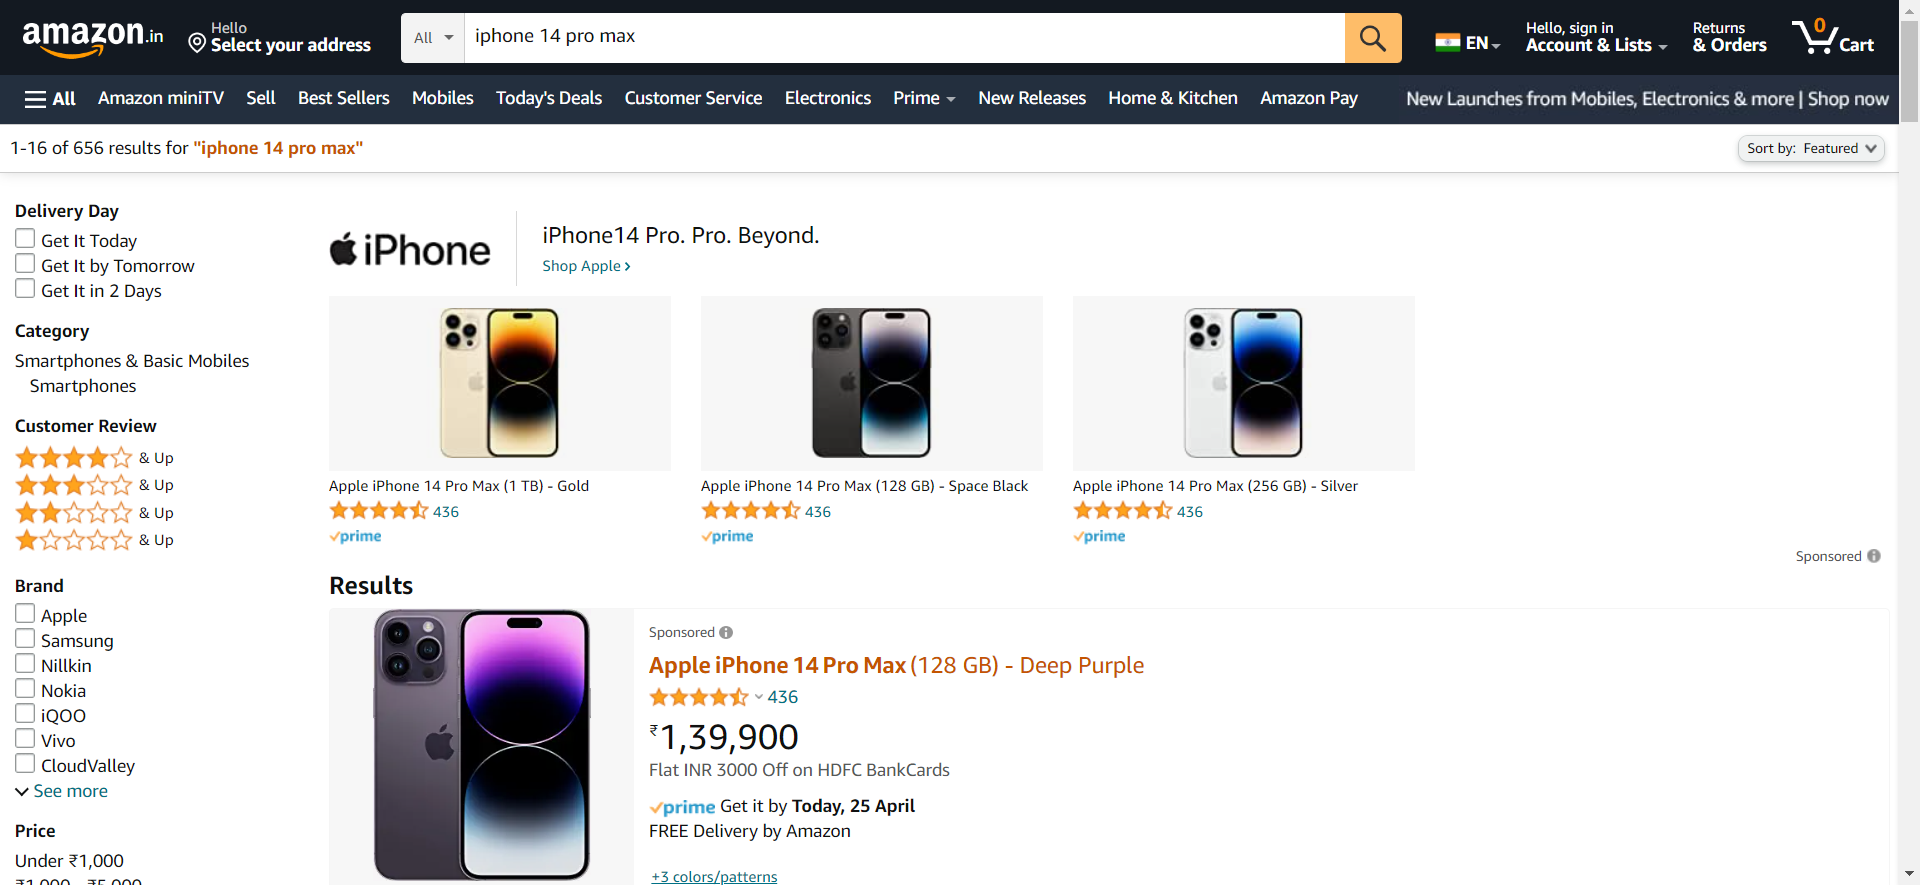 amazon.in
Hello
Select your address
All
iphone 14 pro max
EN
Hello, sign in
Account & Lists
Returns
& Orders
0
Cart
All
Amazon miniTV
Sell
Best Sellers
Mobiles
Today's Deals
Customer Service
Electronics
Prime
New Releases
Home & Kitchen
Amazon Pay
New Launches from Mobiles, Electronics & more | Shop now
1-16 of 656 results for "iphone 14 pro max"
Sort by: Featured
Delivery Day
Get It Today
Get It by Tomorrow
Get It in 2 Days
Category
Smartphones & Basic Mobiles
Smartphones
Customer Review
& Up
& Up
& Up
& Up
Brand
Apple
Samsung
Nillkin
Nokia
iQOO
Vivo
CloudValley
See more
Price
Under ₹1,000
₹1,000 - ₹5,000
iPhone
iPhone14 Pro. Pro. Beyond.
Shop Apple ›
Apple iPhone 14 Pro Max (1 TB) - Gold
436
prime
Apple iPhone 14 Pro Max (128 GB) - Space Black
436
prime
Apple iPhone 14 Pro Max (256 GB) - Silver
436
prime
Sponsored
Results
Sponsored
Apple iPhone 14 Pro Max (128 GB) - Deep Purple
436
₹1,39,900
Flat INR 3000 Off on HDFC BankCards
prime Get it by Today, 25 April
FREE Delivery by Amazon
+3 colors/patterns